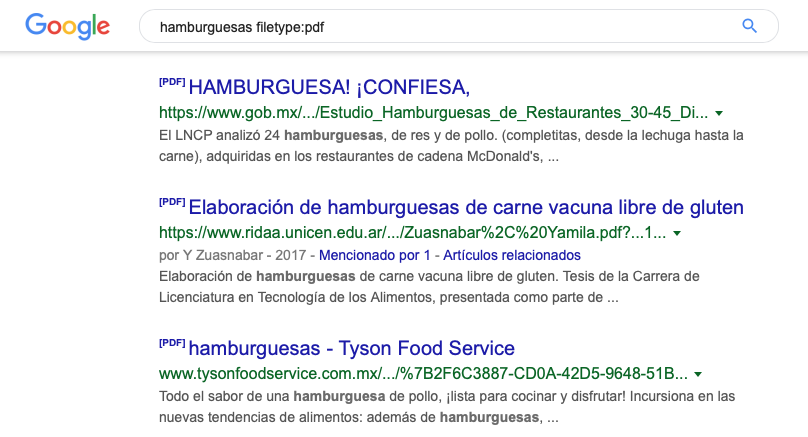 Google
hamburguesas filetype:pdf
[PDF] HAMBURGUESA! ¡CONFIESA,
https://www.gob.mx/.../Estudio_Hamburguesas_de_Restaurantes_30-45_Di...
El LNCP analizó 24 hamburguesas, de res y de pollo. (completitas, desde la lechuga hasta la
carne), adquiridas en los restaurantes de cadena McDonald's, ...
[PDF] Elaboración de hamburguesas de carne vacuna libre de gluten
https://www.ridaa.unicen.edu.ar/.../Zuasnabar%2C%20Yamila.pdf?...1...
por Y Zuasnabar - 2017 - Mencionado por 1 - Artículos relacionados
Elaboración de hamburguesas de carne vacuna libre de gluten. Tesis de la Carrera de
Licenciatura en Tecnología de los Alimentos, presentada como parte de ...
[PDF] hamburguesas - Tyson Food Service
www.tysonfoodservice.com.mx/.../%7B2F6C3887-CD0A-42D5-9648-51B...
Todo el sabor de una hamburguesa de pollo, ¡lista para cocinar y disfrutar! Incursiona en las
nuevas tendencias de alimentos: además de hamburguesas, ...